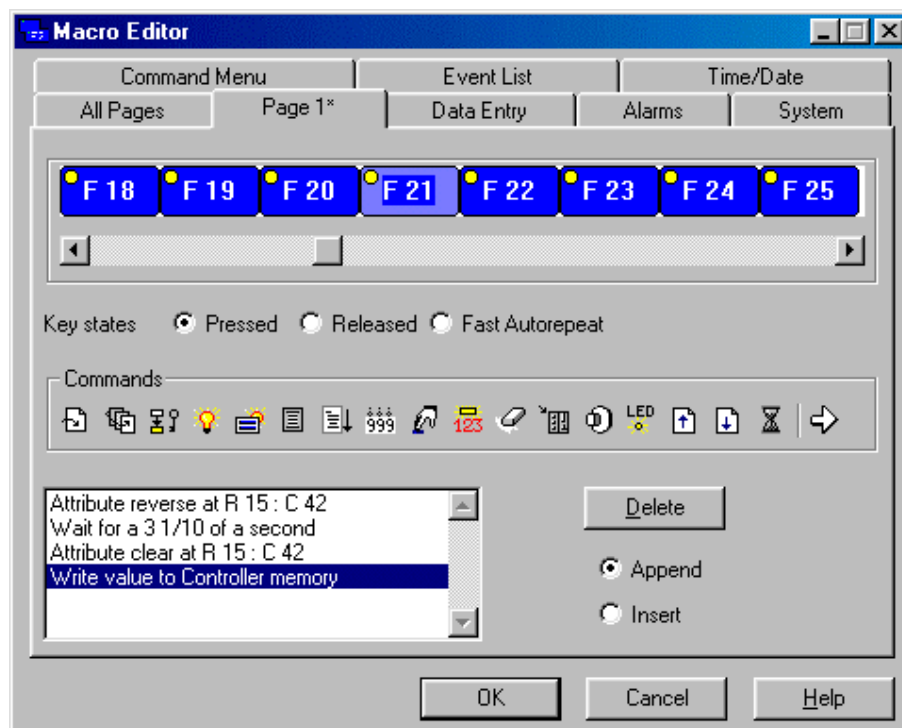 Macro Editor
Command Menu Event List Time/Date
All Pages Page 1* Data Entry Alarms System
F 18 F 19 F 20 F 21 F 22 F 23 F 24 F 25
Key states Pressed Released Fast Autorepeat
Commands
999 123 LED
Attribute reverse at R 15 : C 42
Wait for a 3 1/10 of a second
Attribute clear at R 15 : C 42
Write value to Controller memory
Delete
Append
Insert
OK Cancel Help